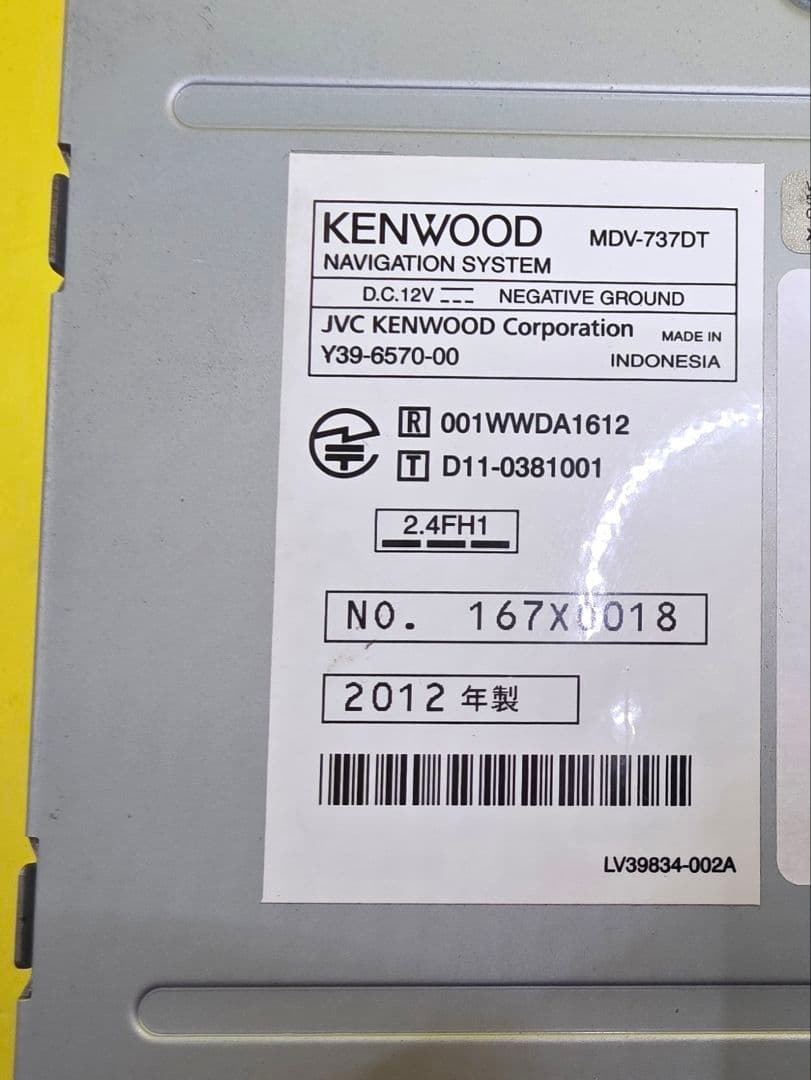 KENWOOD MDV-737DT
NAVIGATION SYSTEM
D.C.12V NEGATIVE GROUND
JVC KENWOOD Corporation MADE IN
Y39-6570-00 INDONESIA
R 001WWDA1612
T D11-0381001
2.4FH1
NO. 167X0018
2012 年製
LV39834-002A